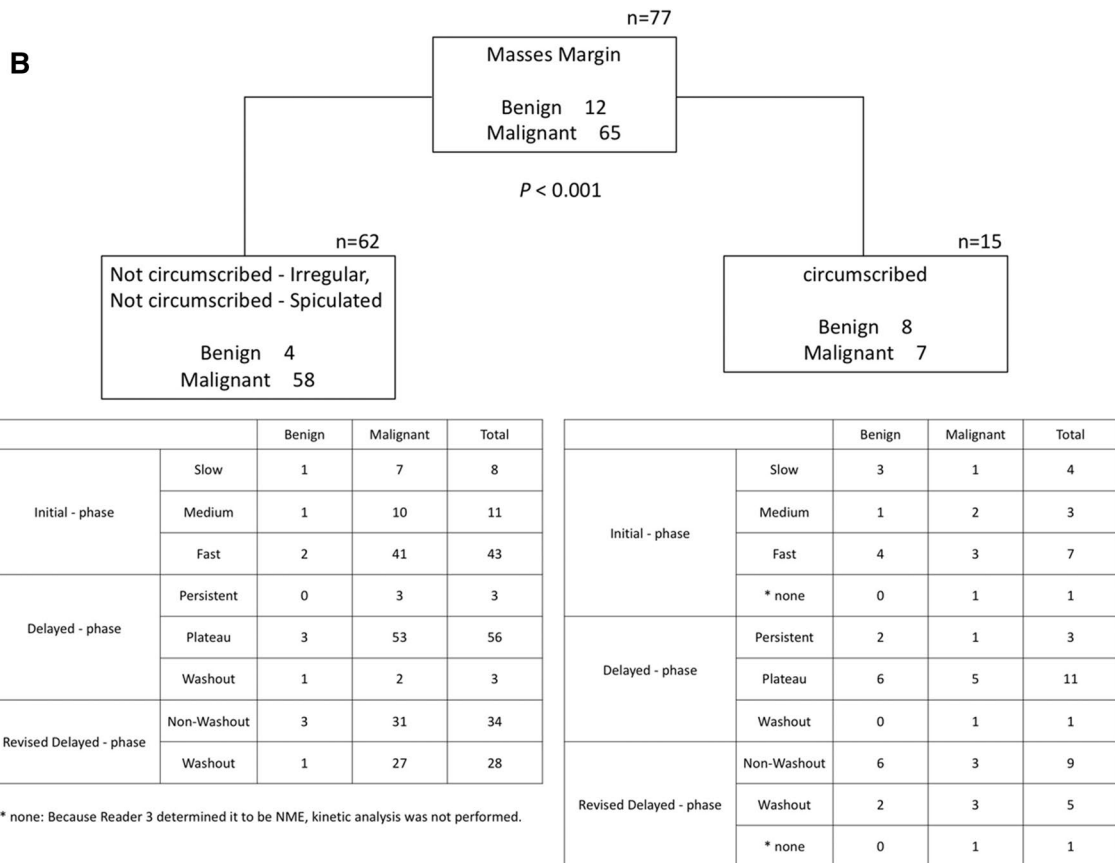 B
n=77
Masses Margin
Benign 12
Malignant 65
P < 0.001
n=62
Not circumscribed - Irregular,
Not circumscribed - Spiculated
Benign 4
Malignant 58
n=15
circumscribed
Benign 8
Malignant 7
Benign Malignant Total
Initial - phase
Slow 1 7 8
Medium 1 10 11
Fast 2 41 43
Delayed - phase
Persistent 0 3 3
Plateau 3 53 56
Washout 1 2 3
Revised Delayed - phase
Non-Washout 3 31 34
Washout 1 27 28
* none: Because Reader 3 determined it to be NME, kinetic analysis was not performed.
Benign Malignant Total
Initial - phase
Slow 3 1 4
Medium 1 2 3
Fast 4 3 7
* none 0 1 1
Delayed - phase
Persistent 2 1 3
Plateau 6 5 11
Washout 0 1 1
Revised Delayed - phase
Non-Washout 6 3 9
Washout 2 3 5
* none 0 1 1